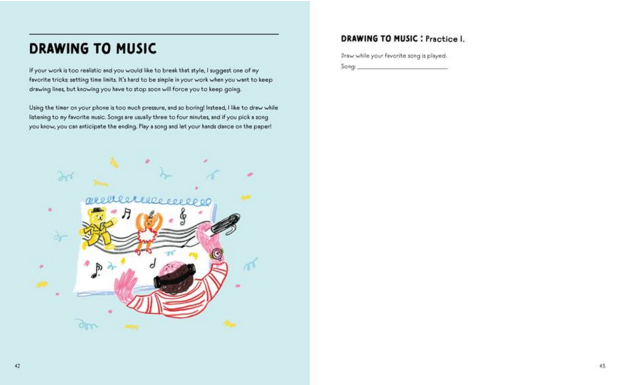 DRAWING TO MUSIC
If your work is too realistic and you would like to break that style, I suggest one of my
favorite tricks: setting time limits. It's hard to be simple in your work when you want to keep
drawing lines, but knowing you have to stop soon will force you to keep going.
Using the timer on your phone is too much pressure, and so boring! Instead, I like to draw while
listening to my favorite music. Songs are usually three to four minutes, and if you pick a song
you know, you can anticipate the ending. Play a song and let your hands dance on the paper!
42
DRAWING TO MUSIC : Practice 1.
Draw while your favorite song is played.
Song:
43